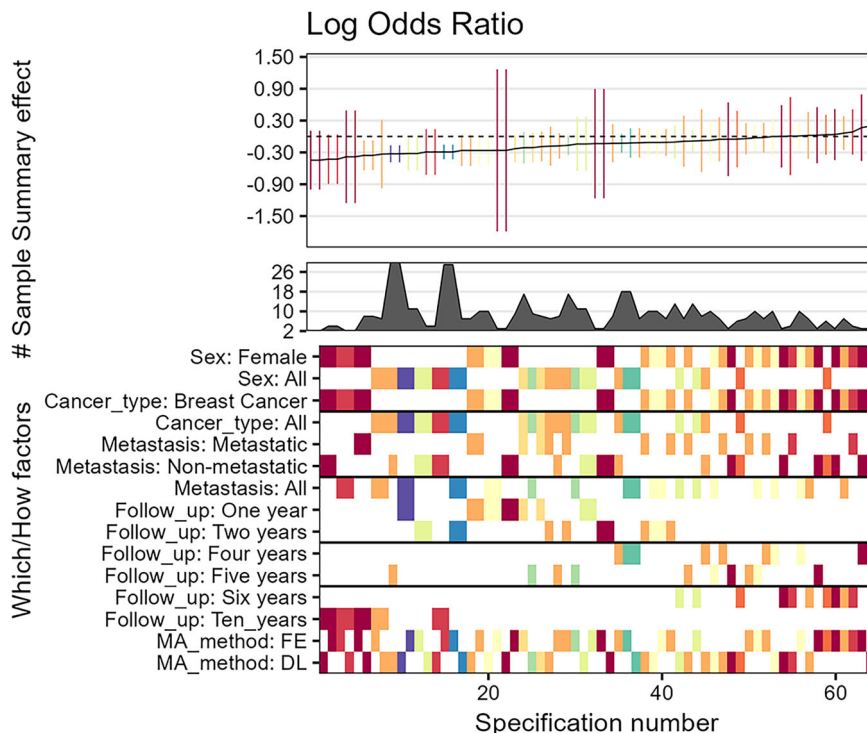 Log Odds Ratio
# Sample Summary effect
1.50
0.90
0.30
-0.30
-0.90
-1.50
26
18
10
2
Which/How factors
Sex: Female
Sex: All
Cancer_type: Breast Cancer
Cancer_type: All
Metastasis: Metastatic
Metastasis: Non-metastatic
Metastasis: All
Follow_up: One year
Follow_up: Two years
Follow_up: Four years
Follow_up: Five years
Follow_up: Six years
Follow_up: Ten_years
MA_method: FE
MA_method: DL
20 40 60
Specification number